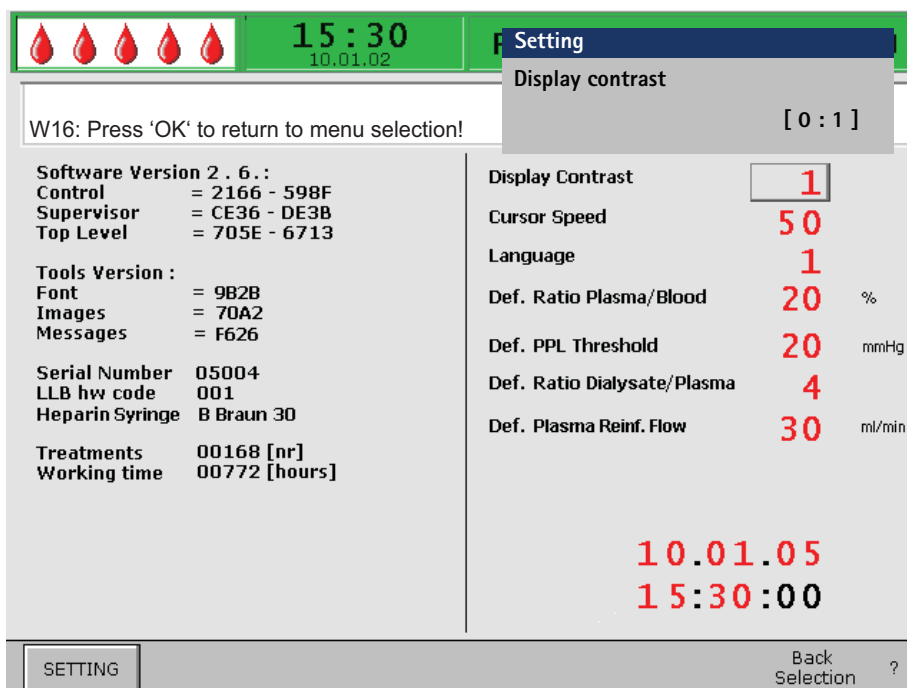 15:30
10.01.02
Setting
Display contrast
[ 0 : 1 ]
W16: Press ‘OK‘ to return to menu selection!
Software Version 2 . 6 . :
Control = 2166 - 598F
Supervisor = CE36 - DE3B
Top Level = 705E - 6713
Tools Version :
Font = 9B2B
Images = 70A2
Messages = F626
Serial Number 05004
LLB hw code 001
Heparin Syringe B Braun 30
Treatments 00168 [nr]
Working time 00772 [hours]
Display Contrast 1
Cursor Speed 50
Language 1
Def. Ratio Plasma/Blood 20 %
Def. PPL Threshold 20 mmHg
Def. Ratio Dialysate/Plasma 4
Def. Plasma Reinf. Flow 30 ml/min
10.01.05
15:30:00
SETTING
Back
Selection
?